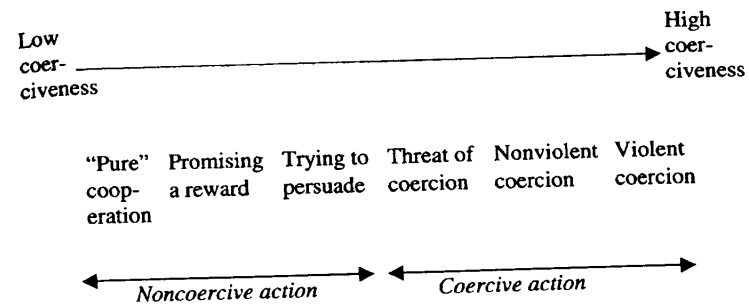 Low
coer-
civeness
High
coer-
civeness
“Pure”
coop-
eration
Promising
a reward
Trying to
persuade
Threat of
coercion
Nonviolent
coercion
Violent
coercion
Noncoercive action
Coercive action